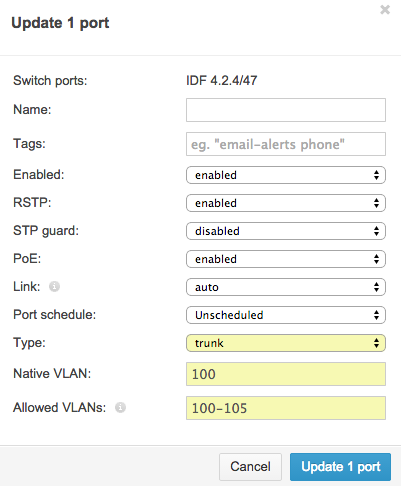 Update 1 port
Switch ports: IDF 4.2.4/47
Name:
Tags: eg. "email-alerts phone"
Enabled: enabled
RSTP: enabled
STP guard: disabled
PoE: enabled
Link: i auto
Port schedule: Unscheduled
Type: trunk
Native VLAN: 100
Allowed VLANs: i 100-105
Cancel Update 1 port